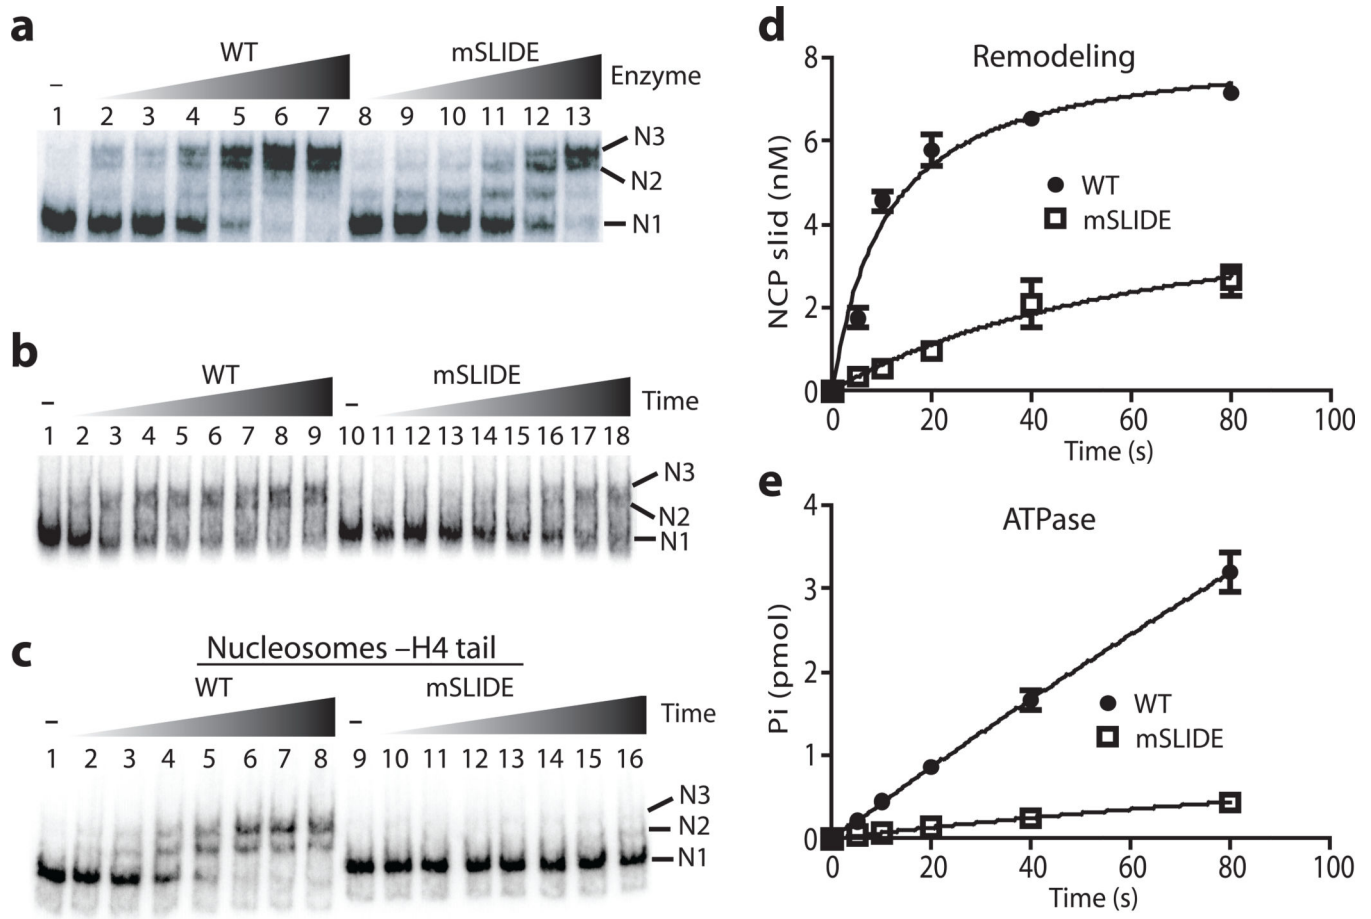 a
WT
mSLIDE
Enzyme
–
1 2 3 4 5 6 7 8 9 10 11 12 13
N3
N2
N1
b
WT
mSLIDE
Time
– –
1 2 3 4 5 6 7 8 9 10 11 12 13 14 15 16 17 18
N3
N2
N1
c
Nucleosomes –H4 tail
WT
mSLIDE
Time
– –
1 2 3 4 5 6 7 8 9 10 11 12 13 14 15 16
N3
N2
N1
d
Remodeling
NCP slid (nM)
8
6
4
2
0
WT
mSLIDE
0 20 40 60 80 100
Time (s)
e
ATPase
Pi (pmol)
4
3
2
1
0
WT
mSLIDE
0 20 40 60 80 100
Time (s)